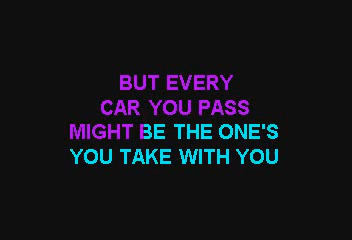 BUT EVERY
CAR YOU PASS
MIGHT BE THE ONE'S
YOU TAKE WITH YOU